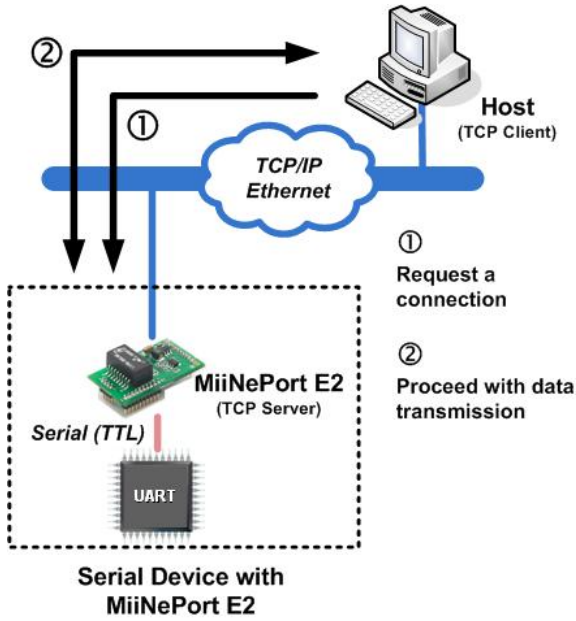 ②
①
Host
(TCP Client)
TCP/IP
Ethernet
①
Request a
connection
②
Proceed with data
transmission
MiiNePort E2
(TCP Server)
Serial (TTL)
UART
Serial Device with
MiiNePort E2